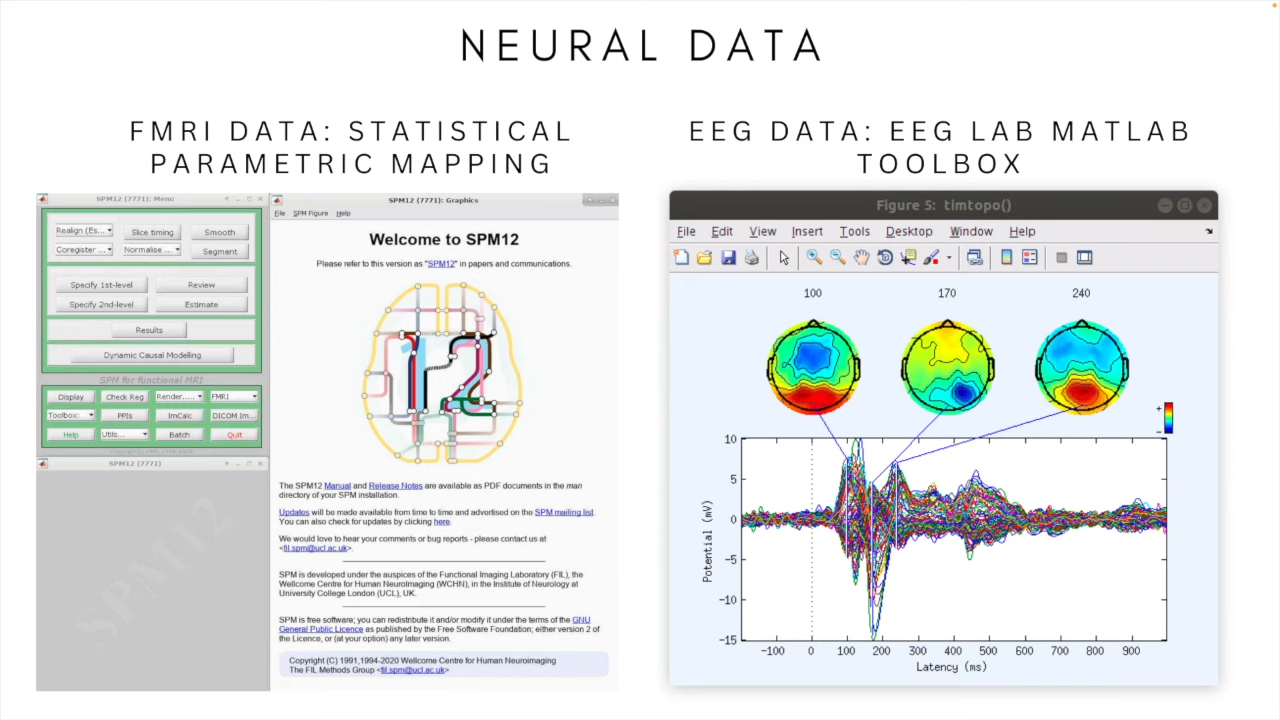 NEURAL DATA
FMRI DATA: STATISTICAL
PARAMETRIC MAPPING
EEG DATA: EEG LAB MATLAB
TOOLBOX
SPM12 (7771): Menu
Realign (Es...
Slice timing
Smooth
Coregister ...
Normalise ...
Segment
Specify 1st-level
Review
Specify 2nd-level
Estimate
Results
Dynamic Causal Modelling
SPM for functional MRI
Display
Check Reg
Render,...
FMRI
Toolbox:
PPIs
ImCalc
DICOM Im...
Help
Utils...
Batch
Quit
SPM12 (7771)
SPM12
SPM12 (7771): Graphics
File SPM Figure Help
Welcome to SPM12
Please refer to this version as "SPM12" in papers and communications.
12
The SPM12 Manual and Release Notes are available as PDF documents in the man
directory of your SPM installation.
Updates will be made available from time to time and advertised on the SPM mailing list.
You can also check for updates by clicking here.
We would love to hear your comments or bug reports - please contact us at
<fil.spm@ucl.ac.uk>.
SPM is developed under the auspices of the Functional Imaging Laboratory (FIL), the
Wellcome Centre for Human NeuroImaging (WCHN), in the Institute of Neurology at
University College London (UCL), UK.
SPM is free software; you can redistribute it and/or modify it under the terms of the GNU
General Public Licence as published by the Free Software Foundation; either version 2 of
the Licence, or (at your option) any later version.
Copyright (C) 1991,1994-2020 Wellcome Centre for Human Neuroimaging
The FIL Methods Group <fil.spm@ucl.ac.uk>
Figure 5: timtopo()
File Edit View Insert Tools Desktop Window Help
100 170 240
+
−
10
5
0
-5
-10
-15
Potential (mV)
-100 0 100 200 300 400 500 600 700 800 900
Latency (ms)